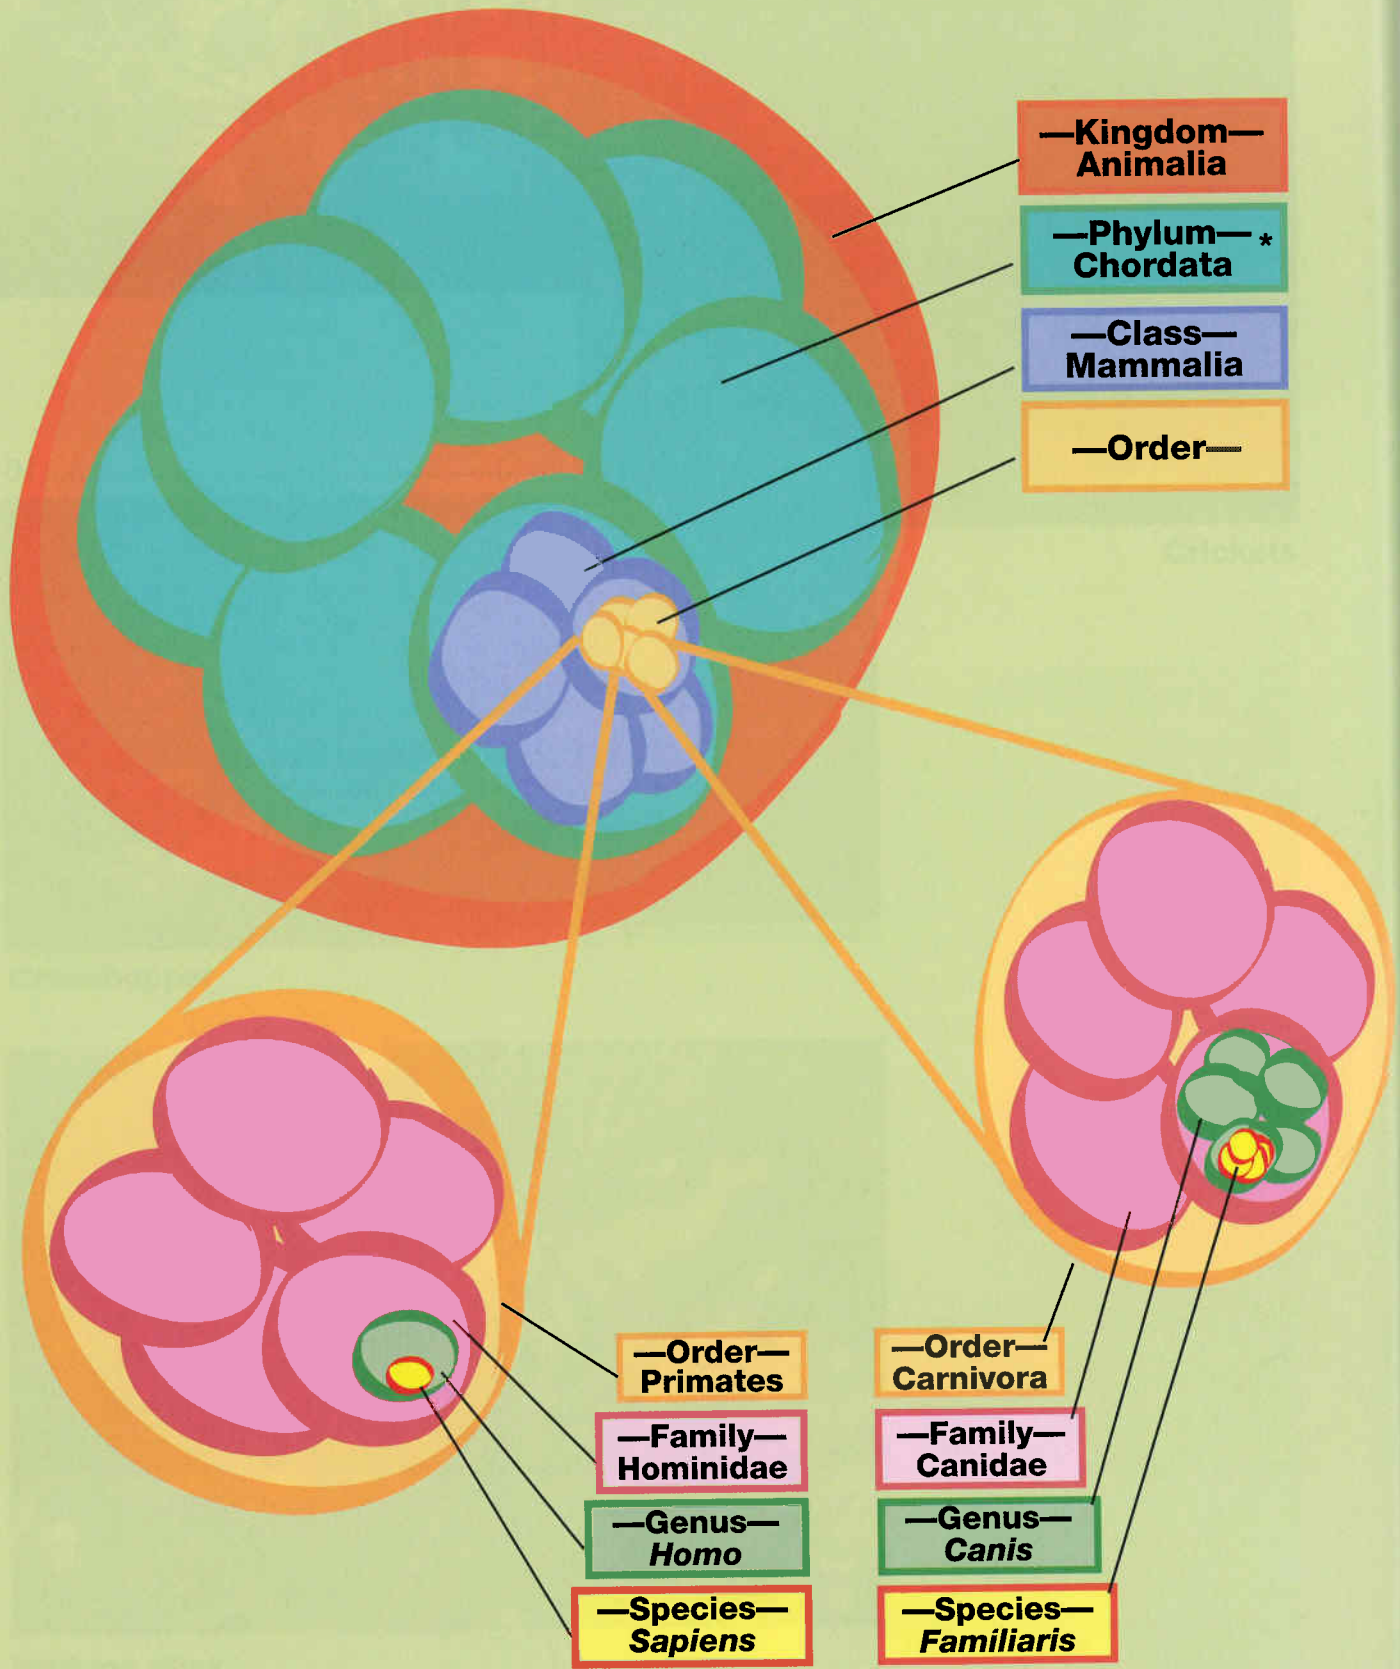 —Kingdom—
Animalia
—Phylum— *
Chordata
—Class—
Mammalia
—Order—
Crickets
—Order—
Primates
—Family—
Hominidae
—Genus—
Homo
—Species—
Sapiens
—Order—
Carnivora
—Family—
Canidae
—Genus—
Canis
—Species—
Familiaris